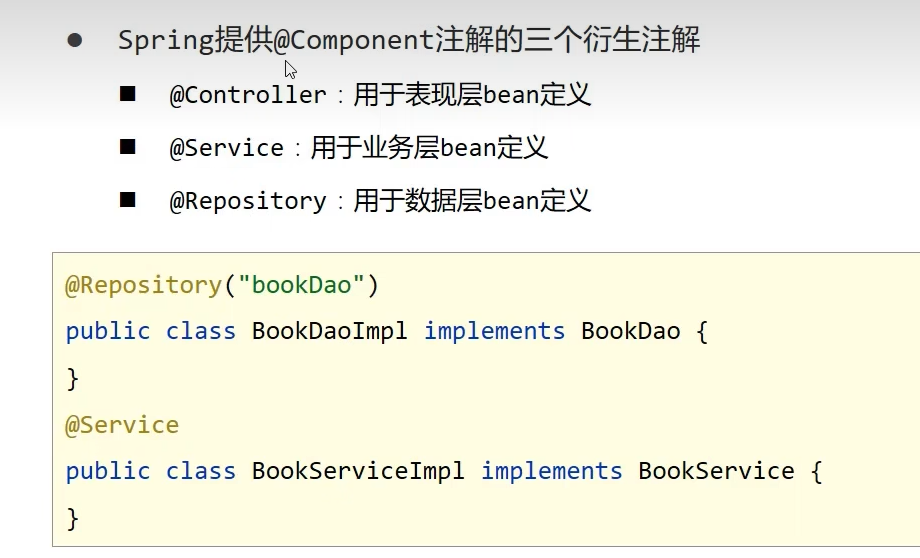 Spring提供@Component注解的三个衍生注解
@Controller：用于表现层bean定义
@Service：用于业务层bean定义
@Repository：用于数据层bean定义
@Repository("bookDao")
public class BookDaoImpl implements BookDao {
}
@Service
public class BookServiceImpl implements BookService {
}